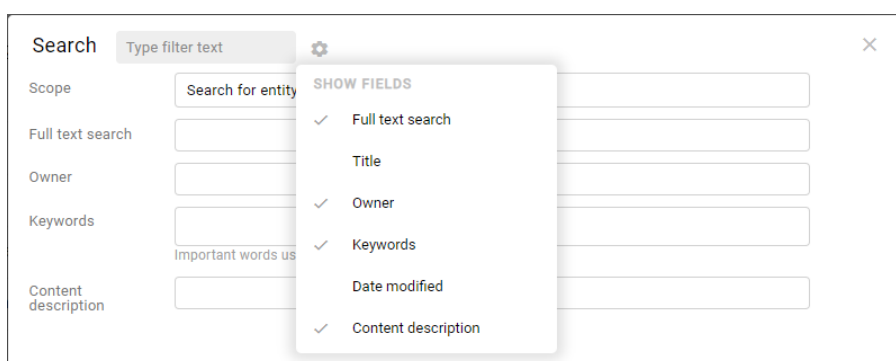 Search
Type filter text
SHOW FIELDS
Scope
Search for entity
Full text search
Full text search
Title
Owner
Owner
Keywords
Keywords
Important words us
Date modified
Content
description
Content description